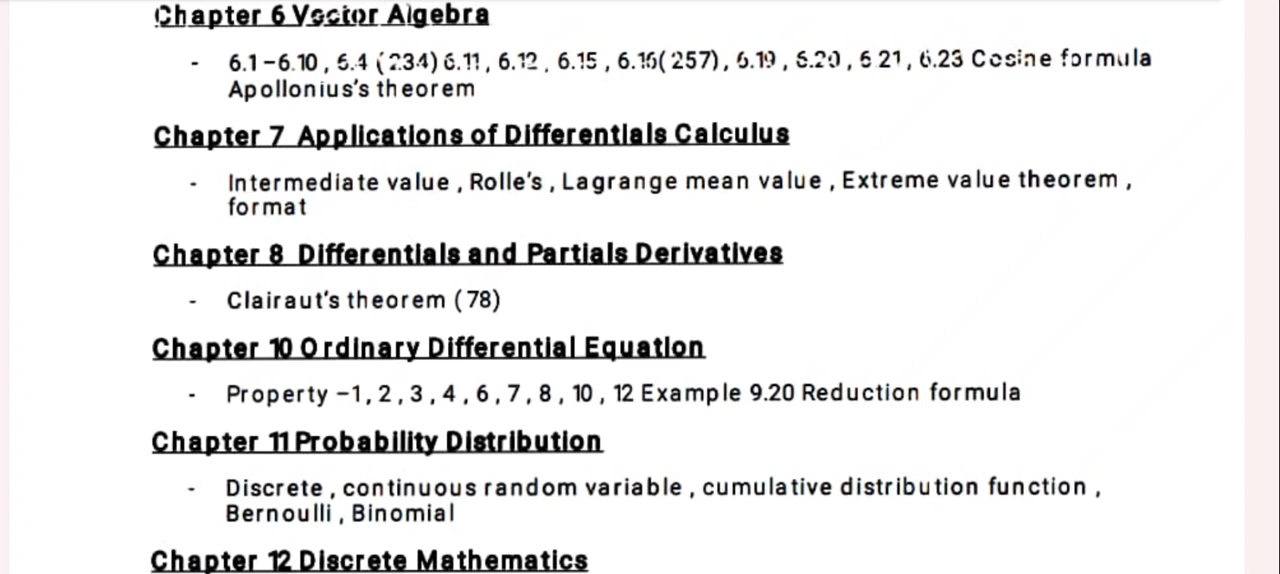 Chapter 6 Vector Algebra
- 6.1-6.10 , 6.4 (234) 6.11 , 6.12 , 6.15 , 6.16(257) , 6.19 , 6.20 , 6.21 , 6.23 Cosine formula
Apollonius's theorem
Chapter 7 Applications of Differentials Calculus
- Intermediate value , Rolle's , Lagrange mean value , Extreme value theorem ,
format
Chapter 8 Differentials and Partials Derivatives
- Clairaut's theorem (78)
Chapter 10 Ordinary Differential Equation
- Property -1, 2 , 3 , 4 , 6 , 7 , 8 , 10 , 12 Example 9.20 Reduction formula
Chapter 11 Probability Distribution
- Discrete , continuous random variable , cumulative distribution function ,
Bernoulli , Binomial
Chapter 12 Discrete Mathematics